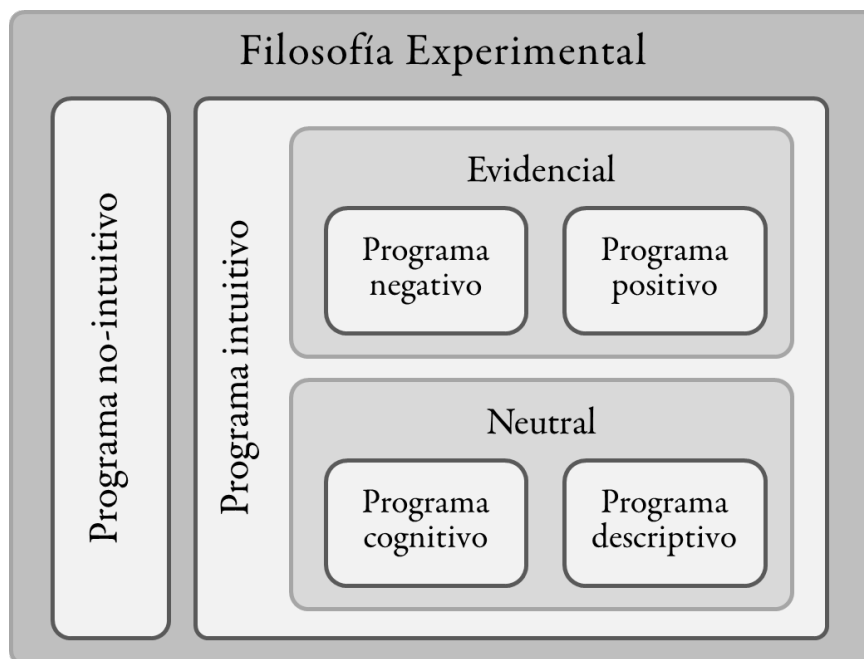 Filosofía Experimental
Programa no-intuitivo
Programa intuitivo
Evidencial
Programa
negativo
Programa
positivo
Neutral
Programa
cognitivo
Programa
descriptivo